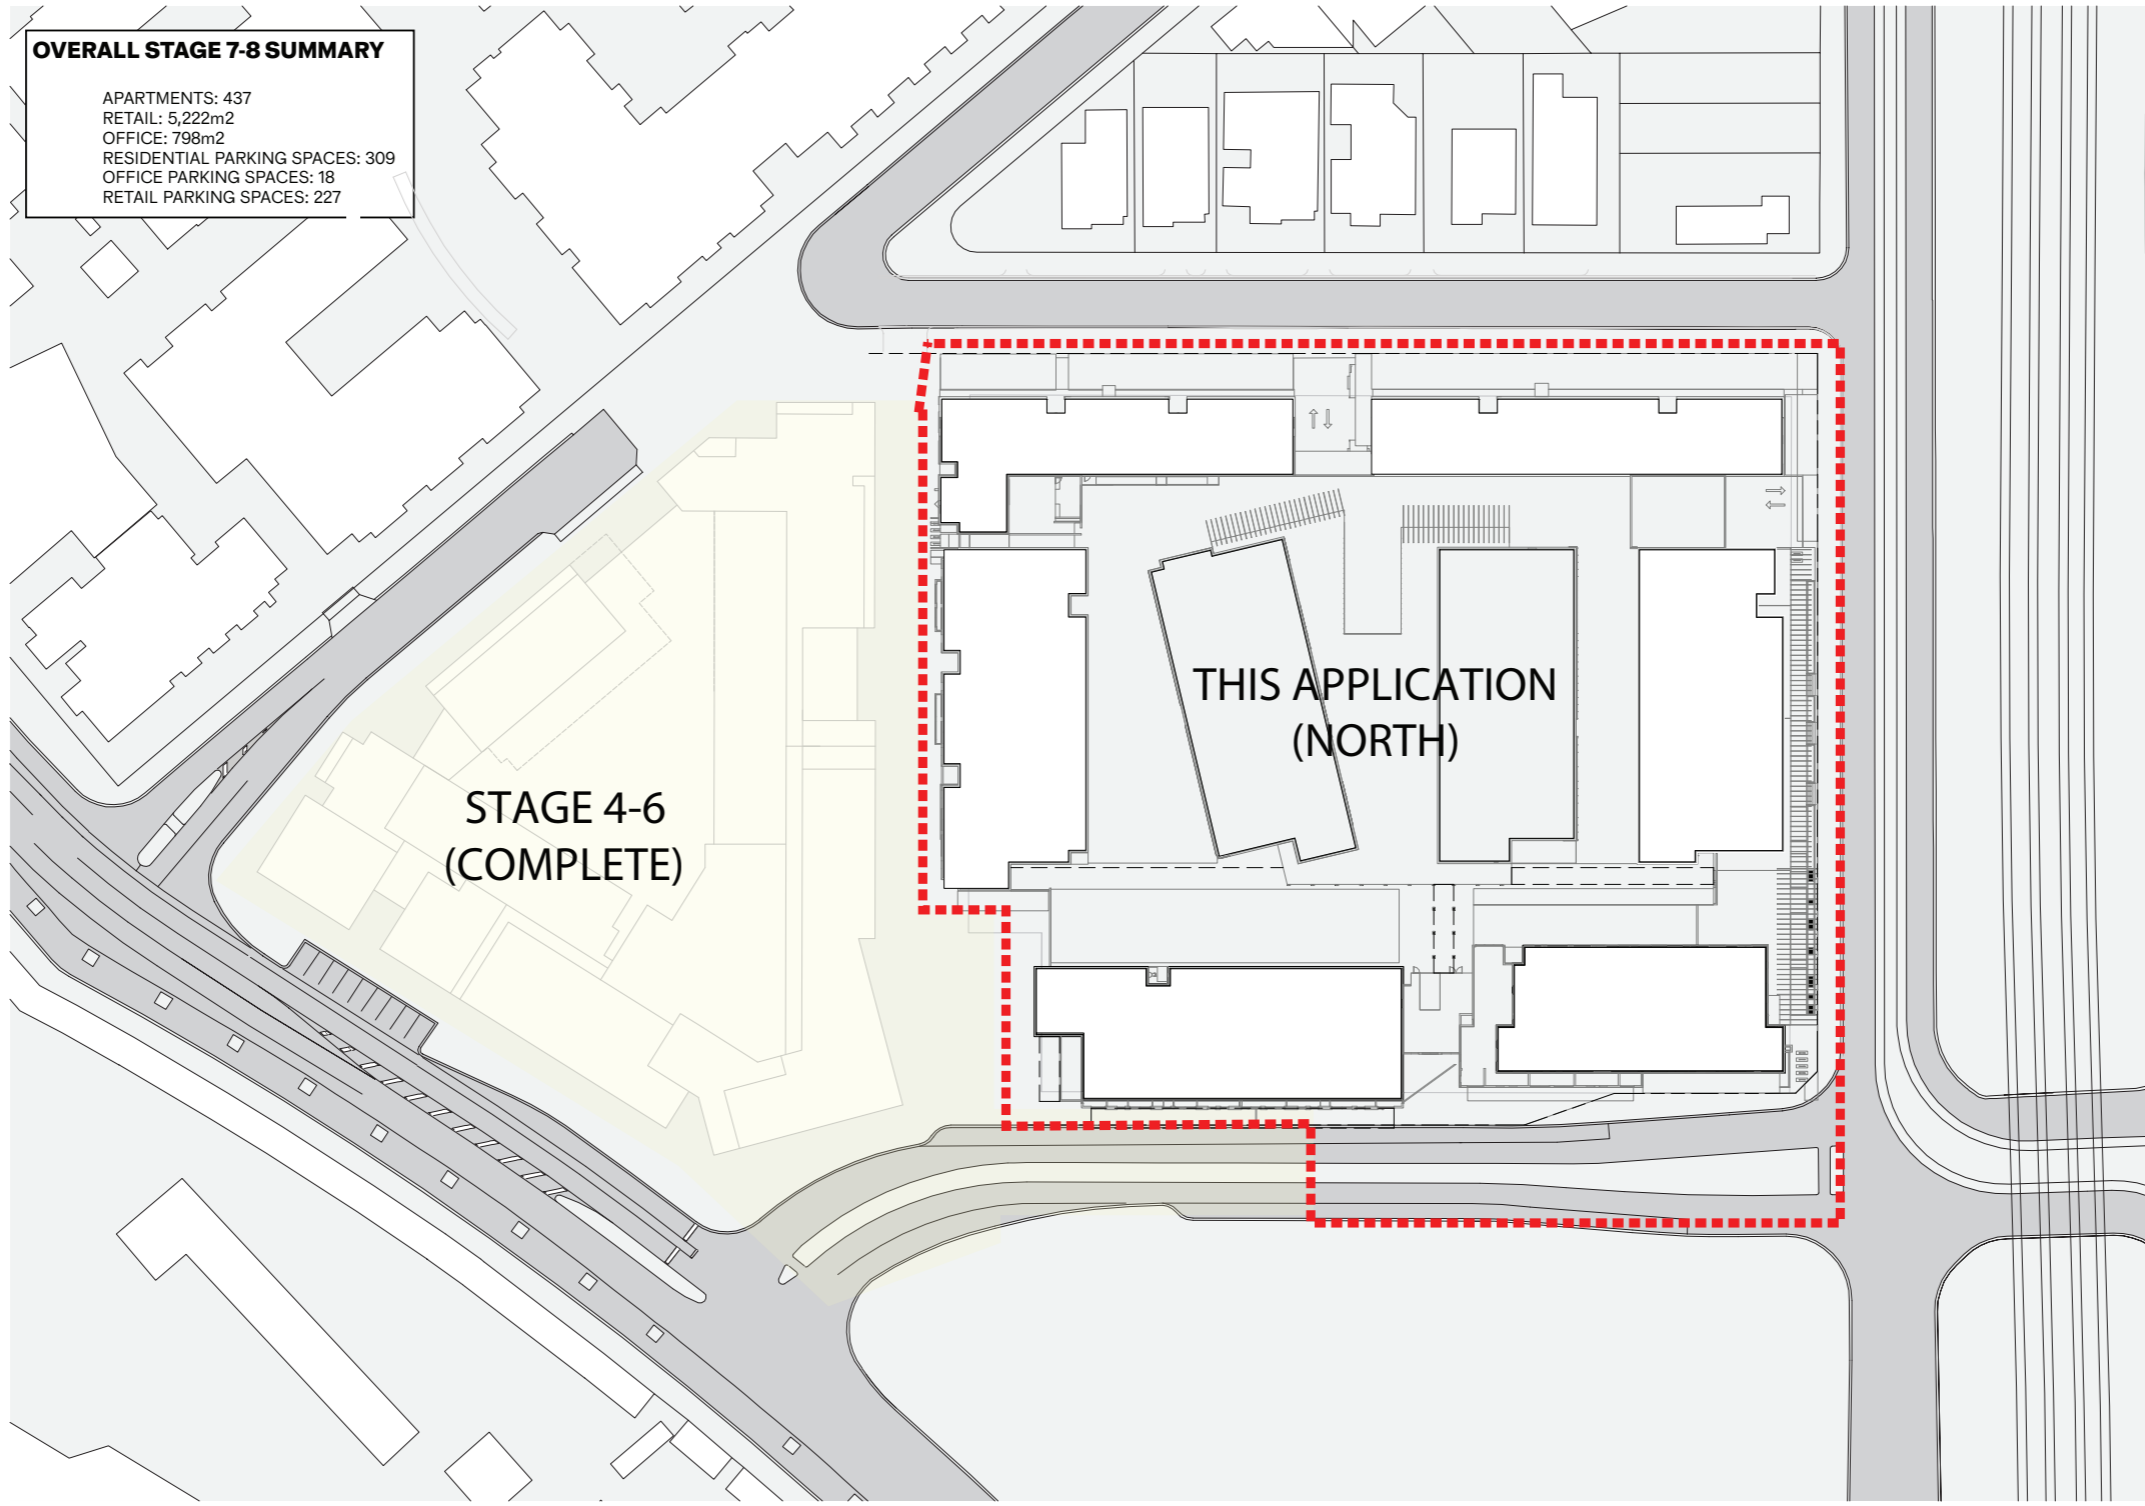 OVERALL STAGE 7-8 SUMMARY
APARTMENTS: 437
RETAIL: 5,222m2
OFFICE: 798m2
RESIDENTIAL PARKING SPACES: 309
OFFICE PARKING SPACES: 18
RETAIL PARKING SPACES: 227
THIS APPLICATION
(NORTH)
STAGE 4-6
(COMPLETE)